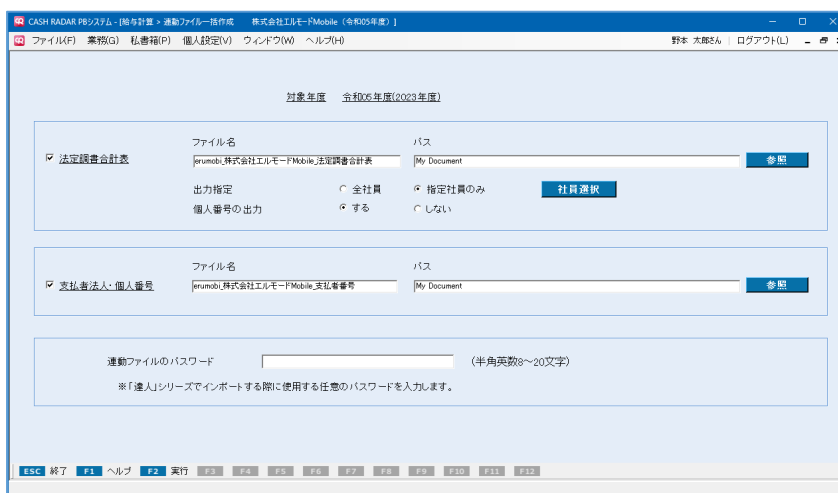 CASH RADAR PBシステム - [給与計算 > 連動ファイル一括作成 株式会社エルモードMobile（令和05年度）]
ファイル(F) 業務(G) 私書箱(P) 個人設定(V) ウィンドウ(W) ヘルプ(H) 野本 太郎さん ログアウト(L)
対象年度 令和05年度(2023年度)
ファイル名 パス
法定調書合計表 erumobi_株式会社エルモードMobile_法定調書合計表 My Document 参照
出力指定 全社員 指定社員のみ 社員選択
個人番号の出力 する しない
ファイル名 パス
支払者法人・個人番号 erumobi_株式会社エルモードMobile_支払者番号 My Document 参照
連動ファイルのパスワード (半角英数8～20文字)
※「達人」シリーズでインポートする際に使用する任意のパスワードを入力します。
ESC 終了 F1 ヘルプ F2 実行 F3 F4 F5 F6 F7 F8 F9 F10 F11 F12